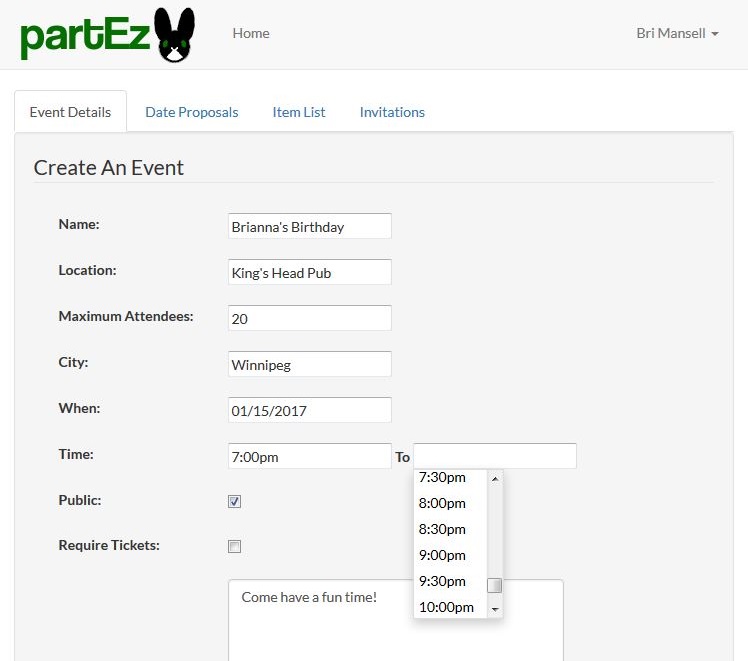 partEz Home Bri Mansell
Event Details Date Proposals Item List Invitations
Create An Event
Name: Brianna's Birthday
Location: King's Head Pub
Maximum Attendees: 20
City: Winnipeg
When: 01/15/2017
Time: 7:00pm To
7:30pm
Public: 8:00pm
8:30pm
Require Tickets: 9:00pm
9:30pm
Come have a fun time! 10:00pm